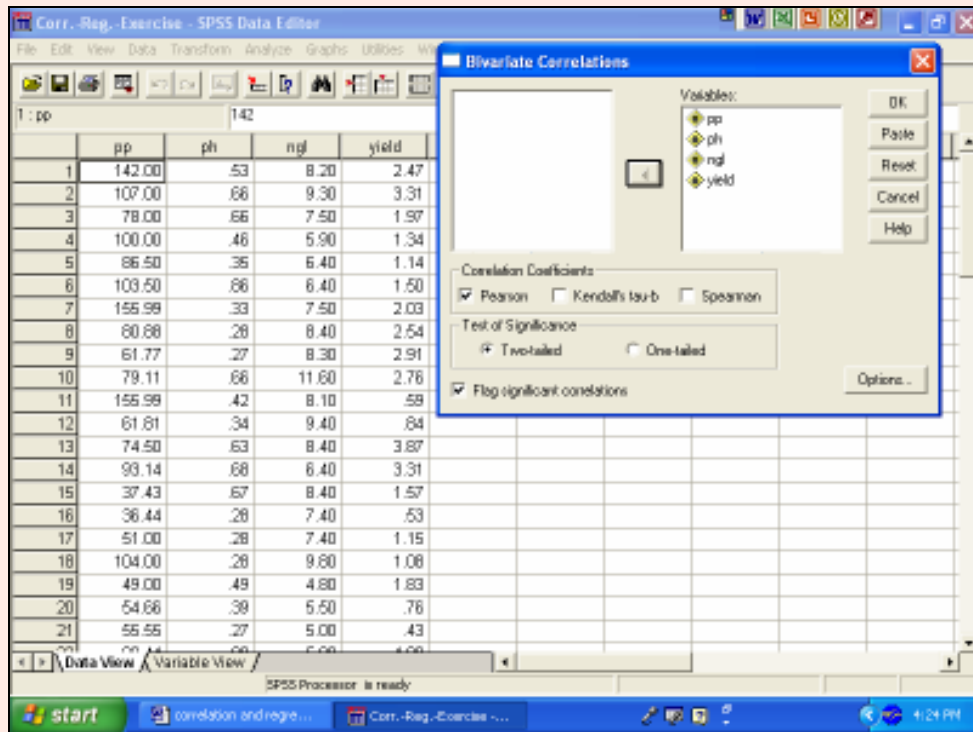 Corr.-Reg.-Exercise - SPSS Data Editor
File Edit View Data Transform Analyze Graphs Utilities
1 : pp 142
pp ph ngl yield
1 142.00 .53 8.20 2.47
2 107.00 .66 9.30 3.31
3 78.00 .66 7.50 1.97
4 100.00 .46 5.90 1.34
5 86.50 .35 6.40 1.14
6 103.50 .86 6.40 1.50
7 155.99 .33 7.50 2.03
8 80.88 .28 8.40 2.54
9 61.77 .27 8.30 2.91
10 79.11 .66 11.60 2.76
11 155.99 .42 8.10 .59
12 61.81 .34 9.40 .84
13 74.50 .63 8.40 3.87
14 93.14 .68 6.40 3.31
15 37.43 .67 8.40 1.57
16 36.44 .28 7.40 .53
17 51.00 .28 7.40 1.15
18 104.00 .28 9.80 1.08
19 49.00 .49 4.80 1.83
20 54.66 .39 5.50 .76
21 55.55 .27 5.00 .43
Bivariate Correlations
Variables:
pp
ph
ngl
yield
OK
Paste
Reset
Cancel
Help
Correlation Coefficients
Pearson Kendall's tau-b Spearman
Test of Significance
Two-tailed One-tailed
Flag significant correlations
Options...
Data View Variable View
SPSS Processor is ready
start correlation and regre... Corr.-Reg.-Exercise -... 4:24 PM